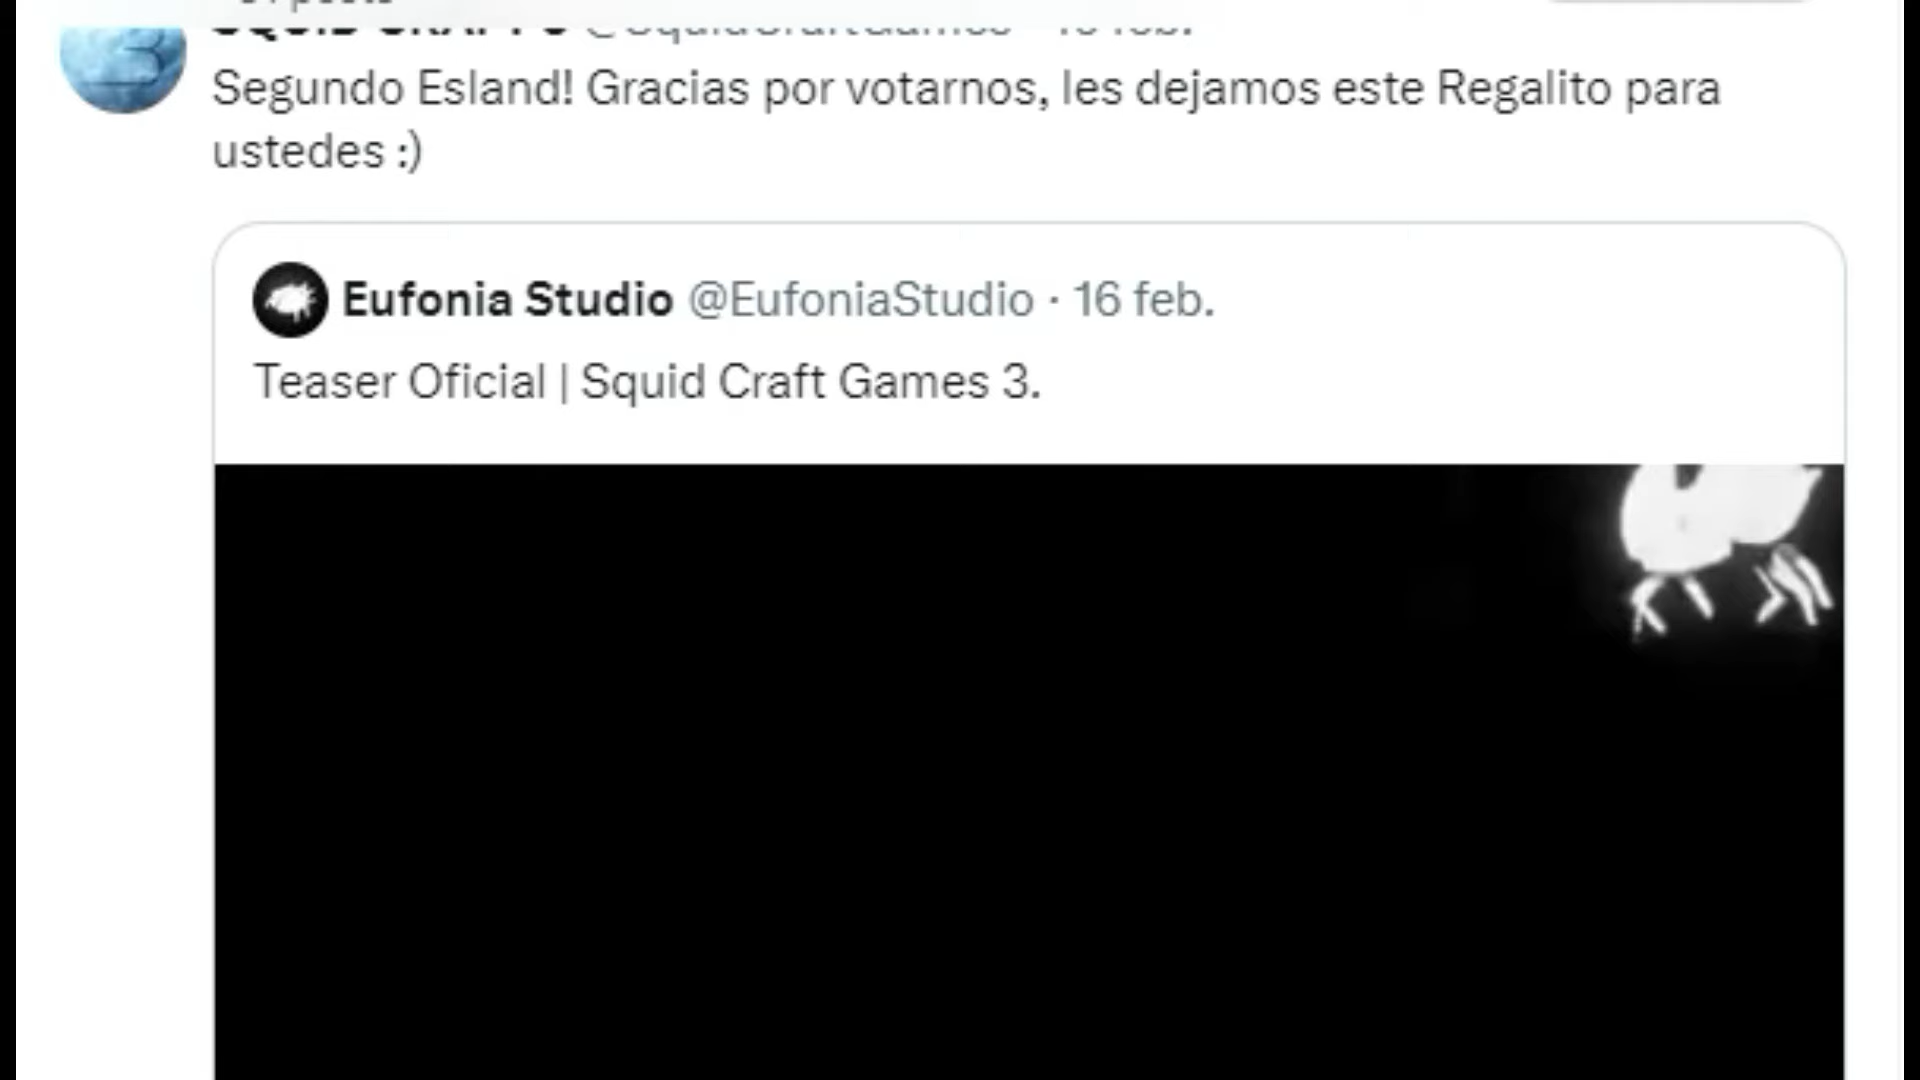 @SquidCraftGames
Segundo Esland! Gracias por votarnos, les dejamos este Regalito para
ustedes :)
Eufonia Studio @EufoniaStudio · 16 feb.
Teaser Oficial | Squid Craft Games 3.